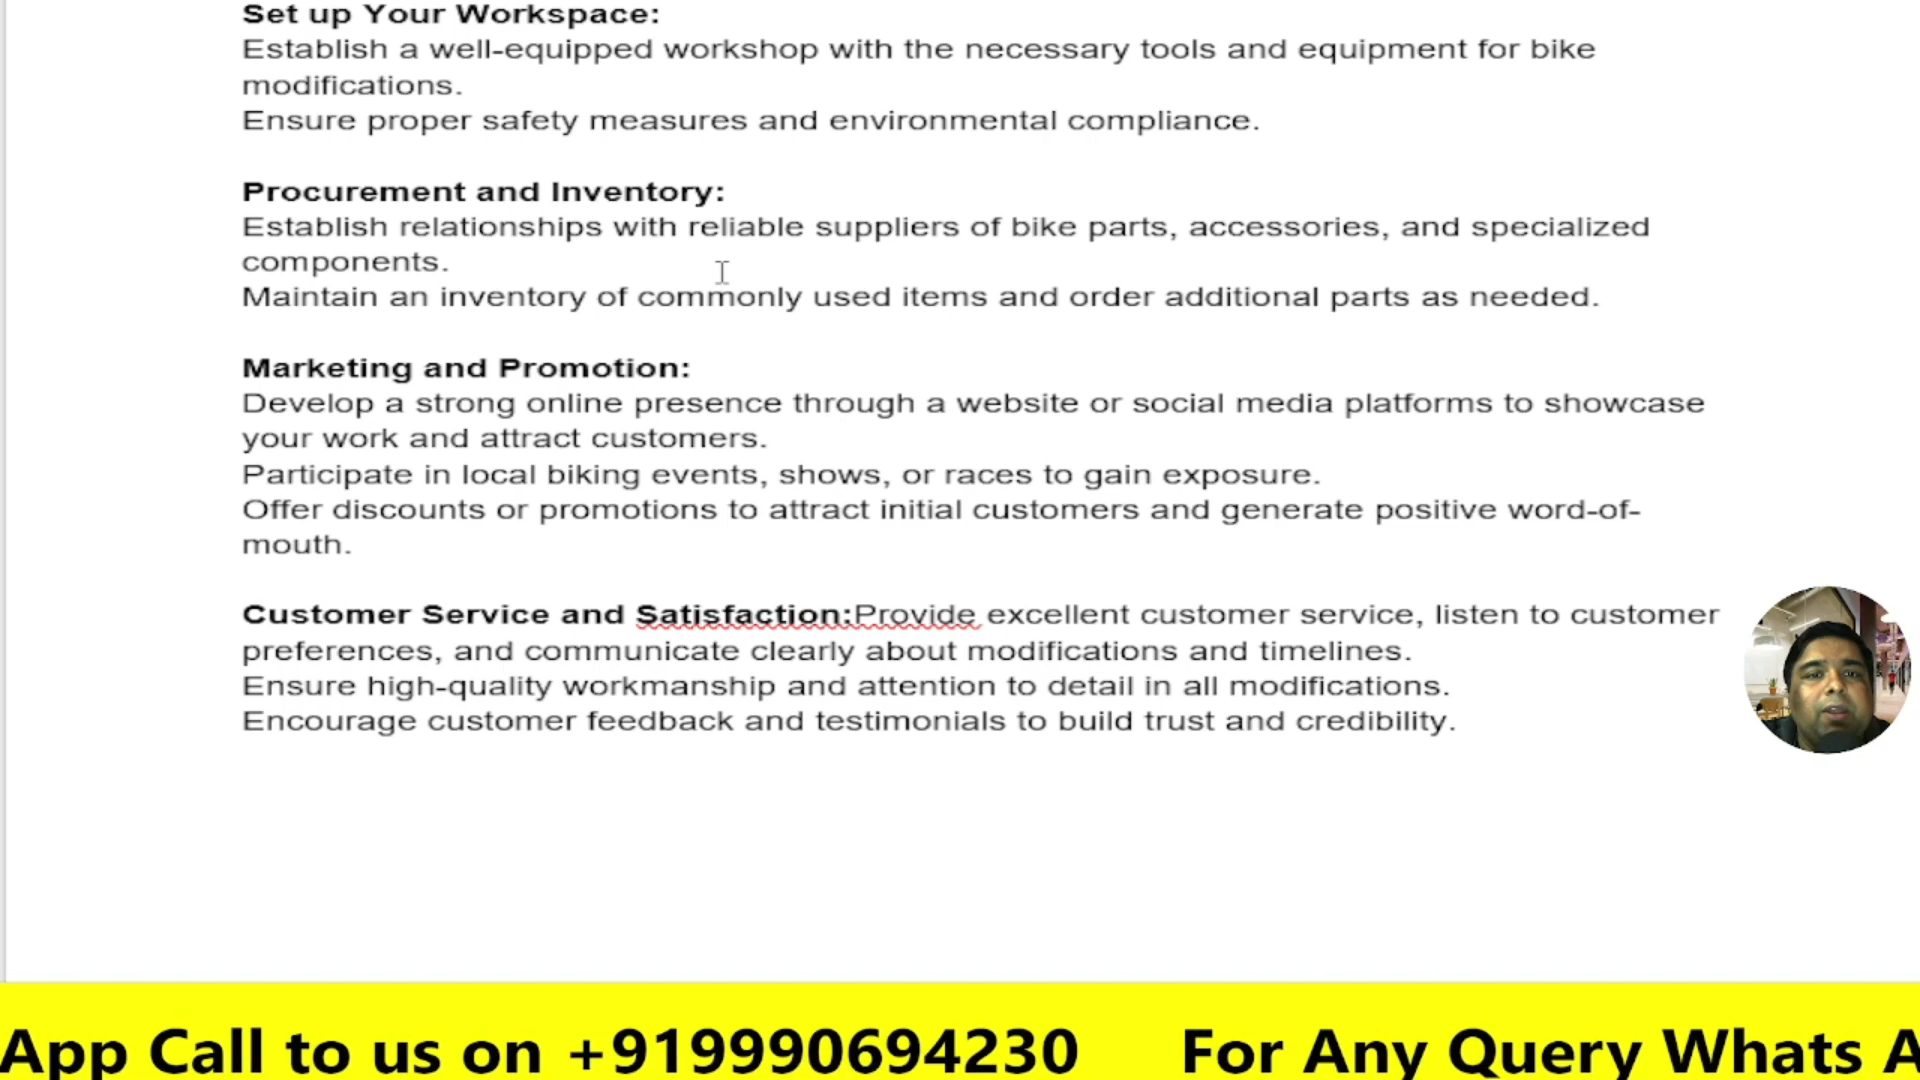 Set up Your Workspace:
Establish a well-equipped workshop with the necessary tools and equipment for bike
modifications.
Ensure proper safety measures and environmental compliance.
Procurement and Inventory:
Establish relationships with reliable suppliers of bike parts, accessories, and specialized
components.
Maintain an inventory of commonly used items and order additional parts as needed.
Marketing and Promotion:
Develop a strong online presence through a website or social media platforms to showcase
your work and attract customers.
Participate in local biking events, shows, or races to gain exposure.
Offer discounts or promotions to attract initial customers and generate positive word-of-
mouth.
Customer Service and Satisfaction:Provide excellent customer service, listen to customer
preferences, and communicate clearly about modifications and timelines.
Ensure high-quality workmanship and attention to detail in all modifications.
Encourage customer feedback and testimonials to build trust and credibility.
App Call to us on +919990694230 For Any Query Whats A